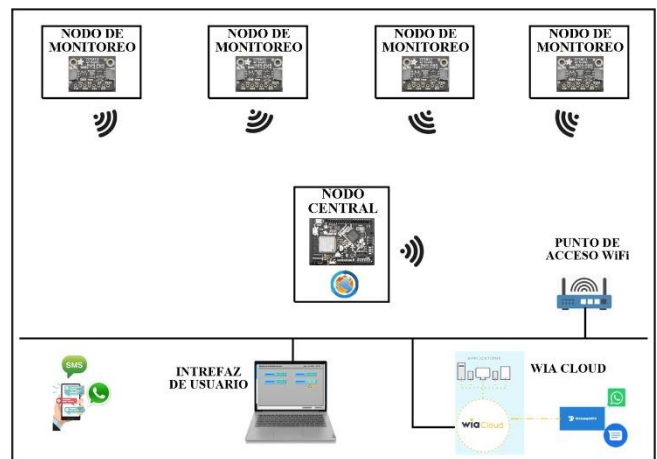 NODO DE
MONITOREO
NODO DE
MONITOREO
NODO DE
MONITOREO
NODO DE
MONITOREO
NODO
CENTRAL
PUNTO DE
ACCESO WiFi
SMS
INTREFAZ
DE USUARIO
APPLICATIONS
WIA CLOUD
wiaCloud